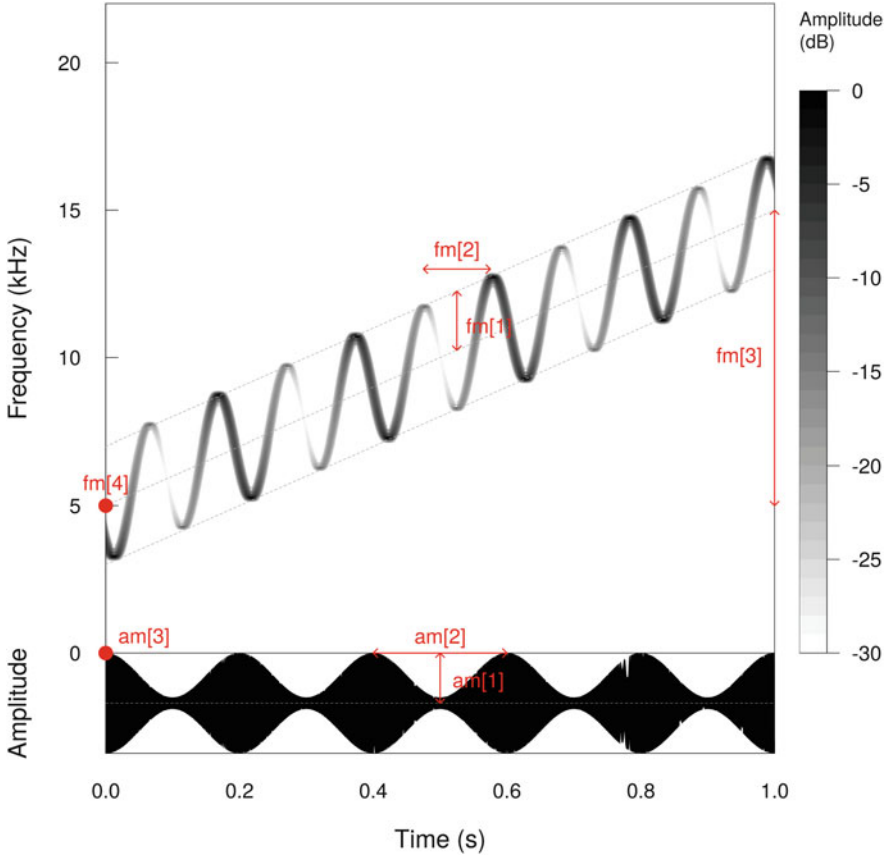 Amplitude
(dB)
20
15
10
5
0
Frequency (kHz)
fm[2]
fm[1]
fm[3]
fm[4]
0
-5
-10
-15
-20
-25
-30
am[3]
am[2]
am[1]
Amplitude
0.0 0.2 0.4 0.6 0.8 1.0
Time (s)